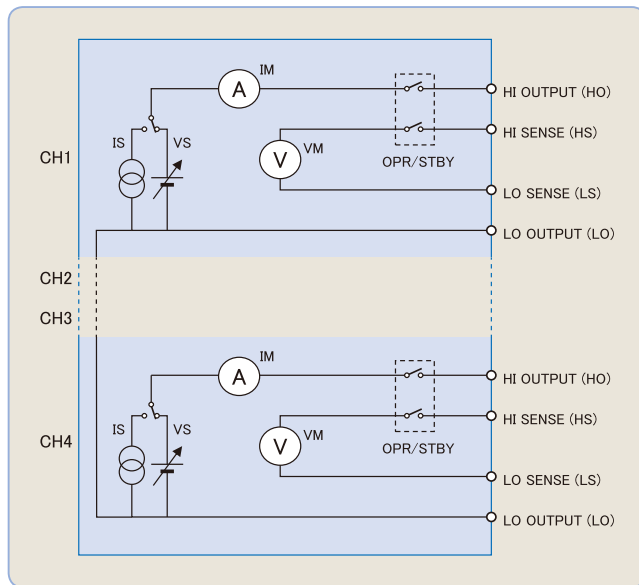 IM
A
HI OUTPUT (HO)
IS
VS
HI SENSE (HS)
CH1
V
VM
OPR/STBY
LO SENSE (LS)
LO OUTPUT (LO)
CH2
CH3
IM
A
HI OUTPUT (HO)
IS
VS
HI SENSE (HS)
CH4
V
VM
OPR/STBY
LO SENSE (LS)
LO OUTPUT (LO)